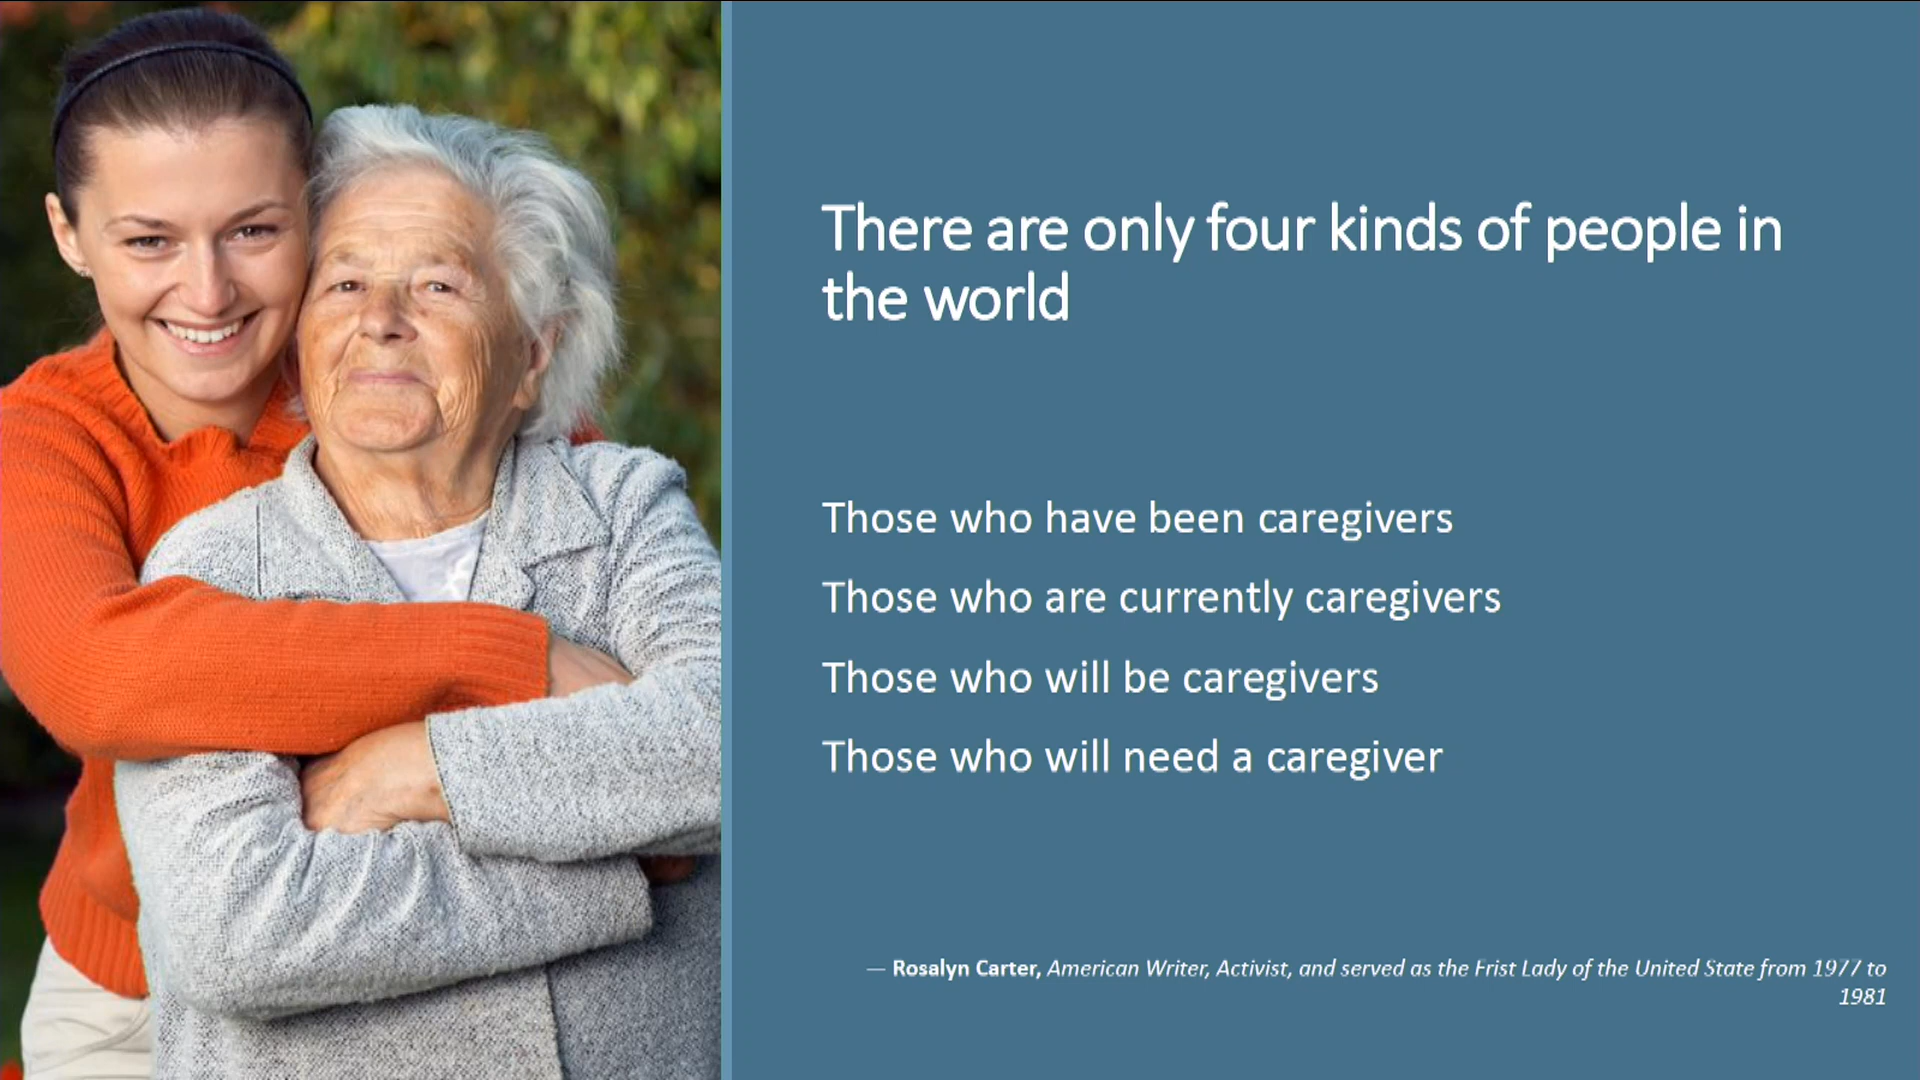 There are only four kinds of people in
the world
Those who have been caregivers
Those who are currently caregivers
Those who will be caregivers
Those who will need a caregiver
— Rosalyn Carter, American Writer, Activist, and served as the Frist Lady of the United State from 1977 to
1981